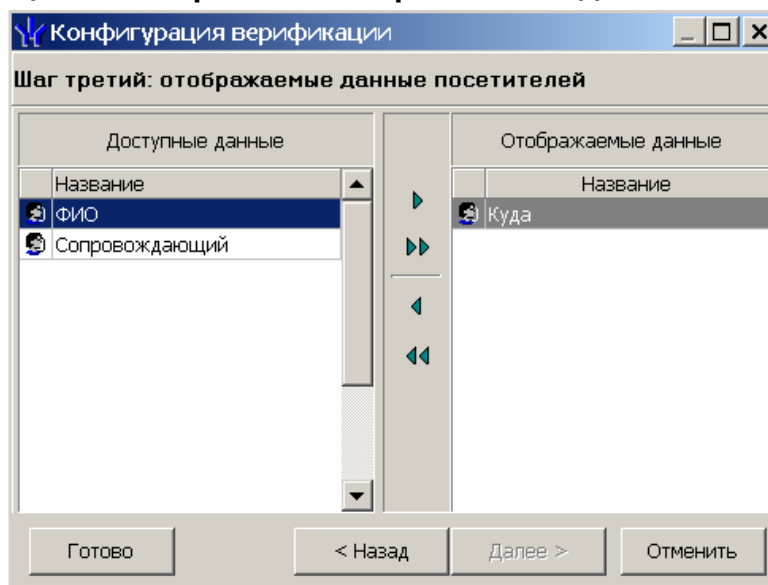 Конфигурация верификации
Шаг третий: отображаемые данные посетителей
Доступные данные
Отображаемые данные
Название
Название
ФИО
Куда
Сопровождающий
Готово
< Назад
Далее >
Отменить